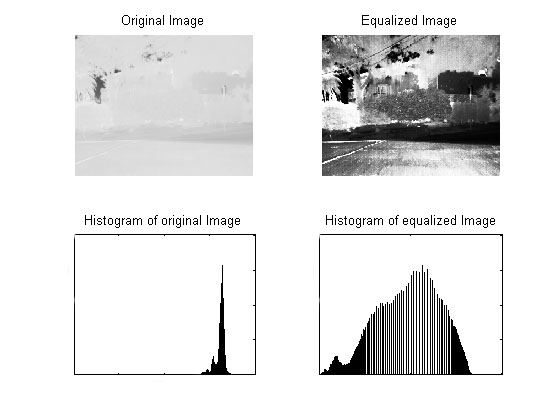 Original Image
Equalized Image
Histogram of original Image
Histogram of equalized Image